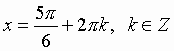 x = 5π/6 + 2πk, k ∈ Z